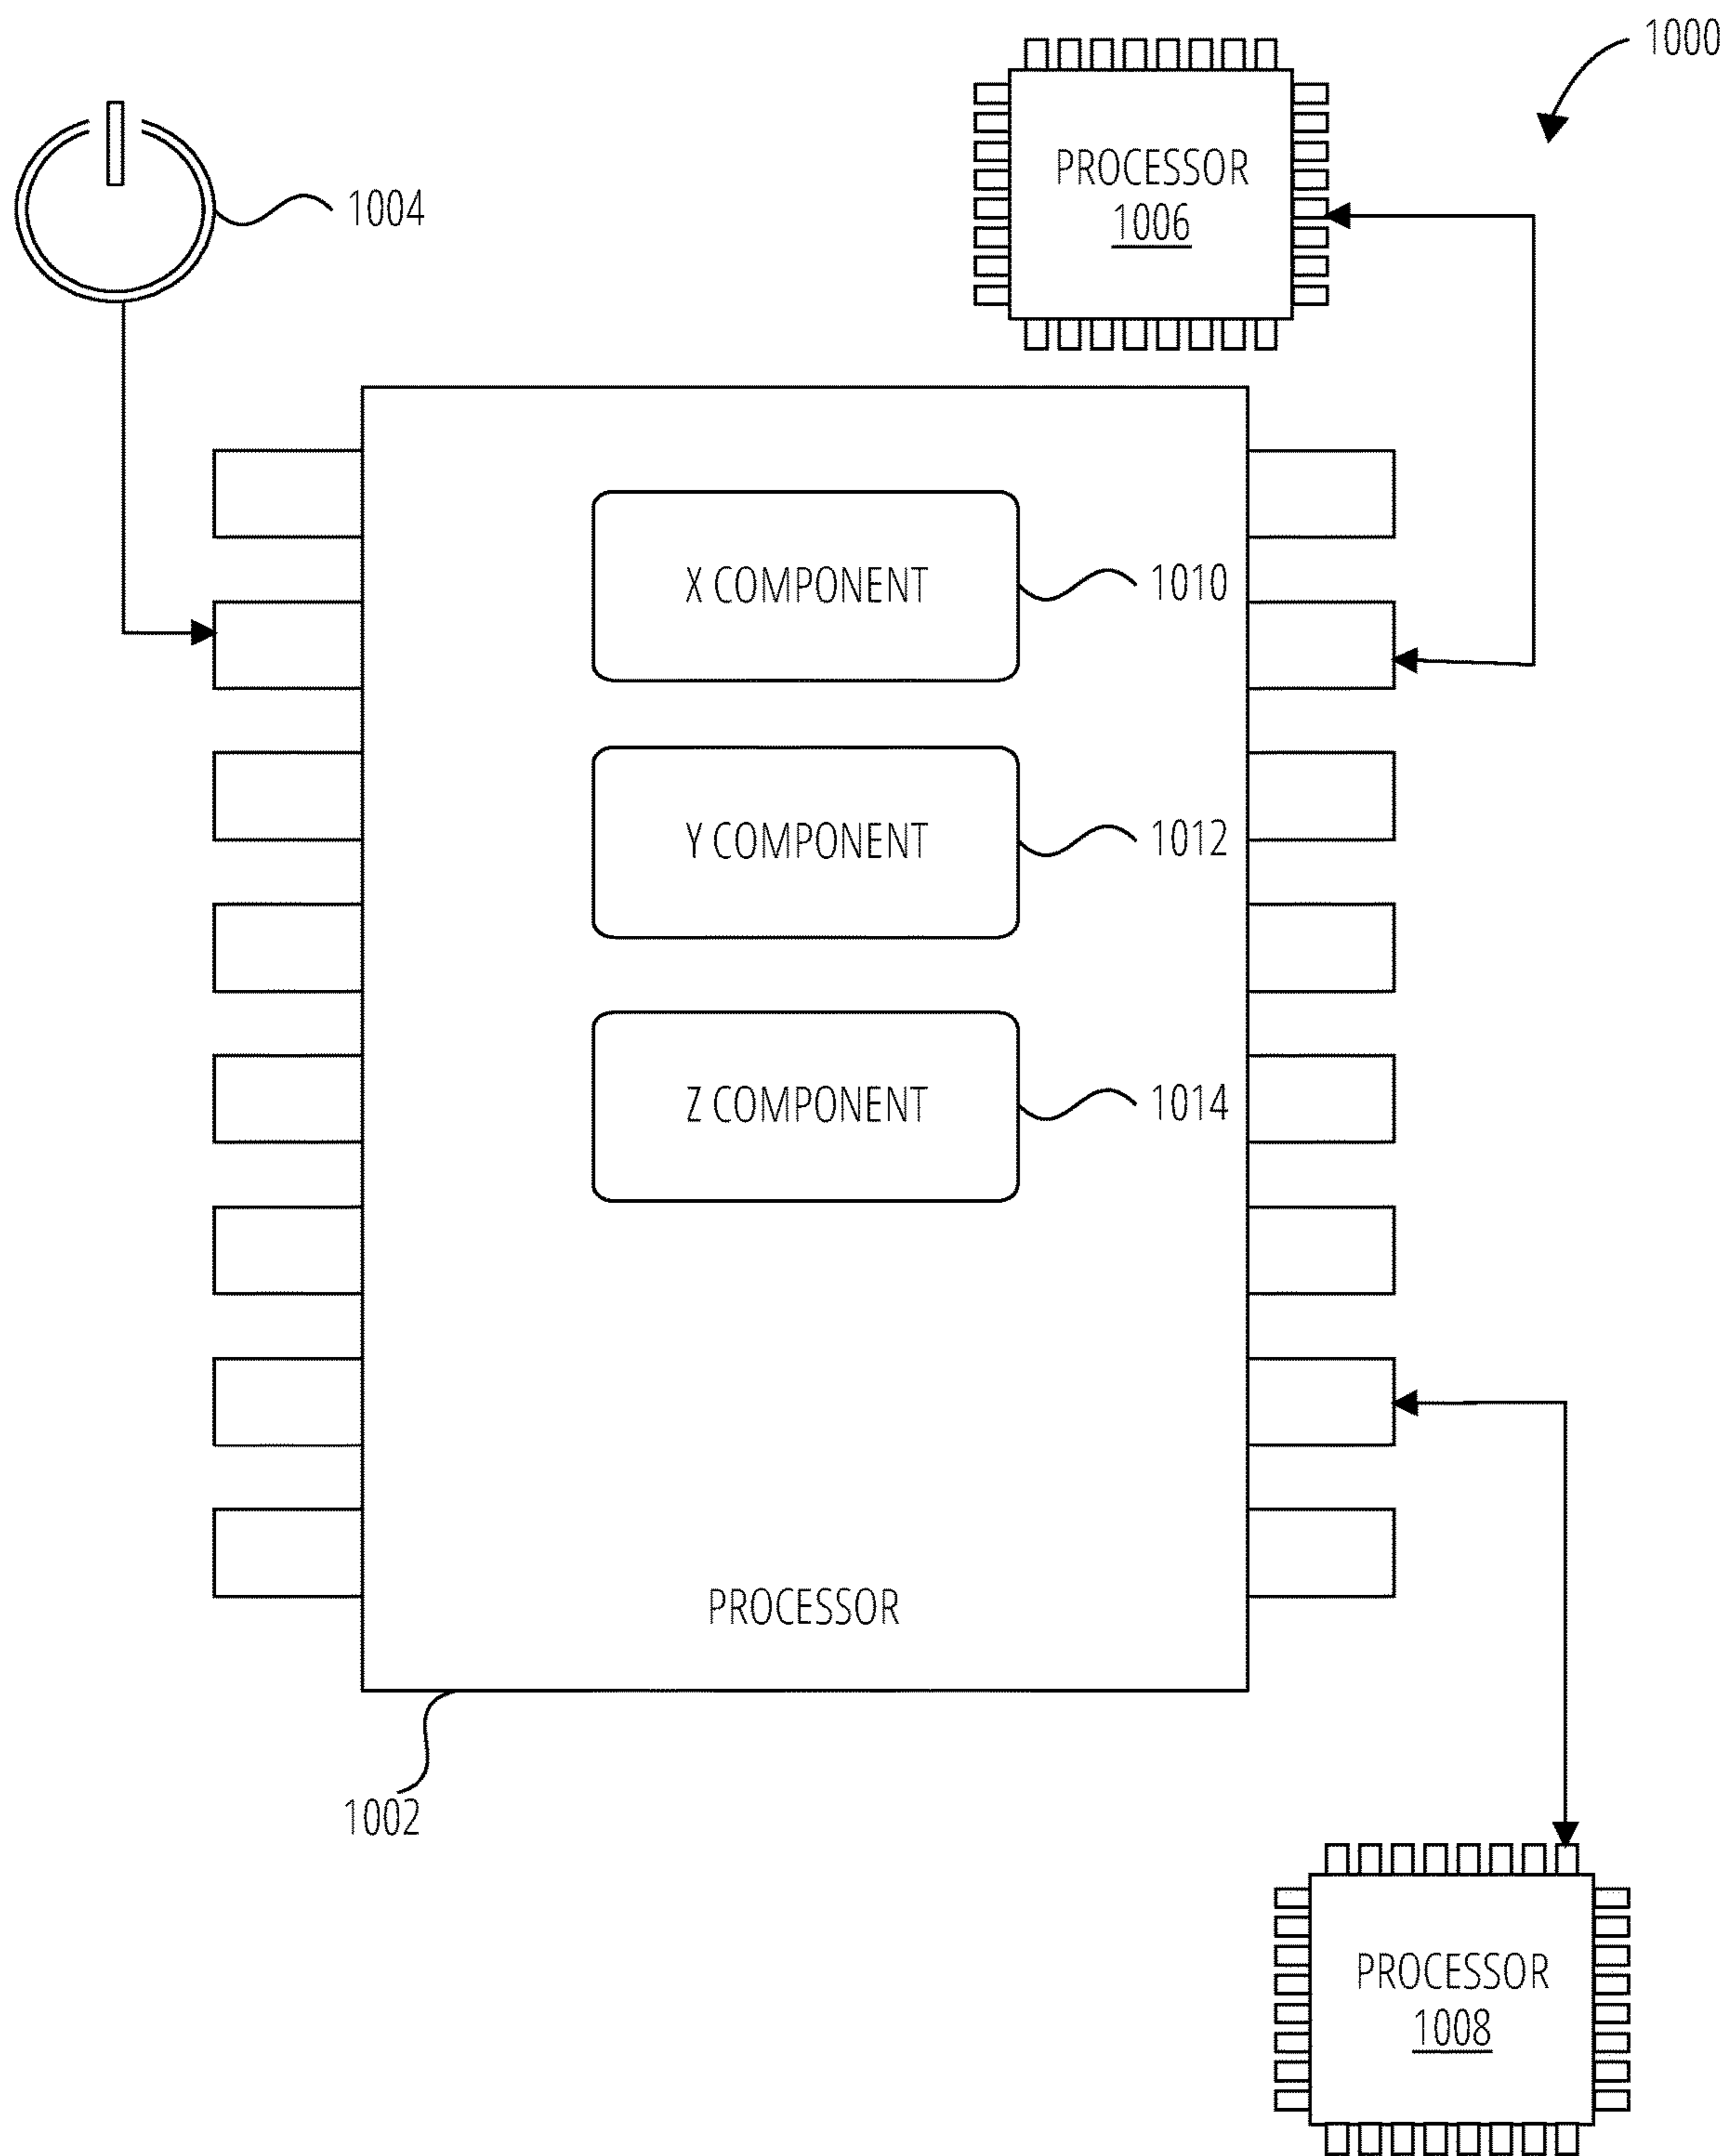 1000
PROCESSOR
1006
1004
X COMPONENT
1010
Y COMPONENT
1012
Z COMPONENT
1014
PROCESSOR
1002
PROCESSOR
1008